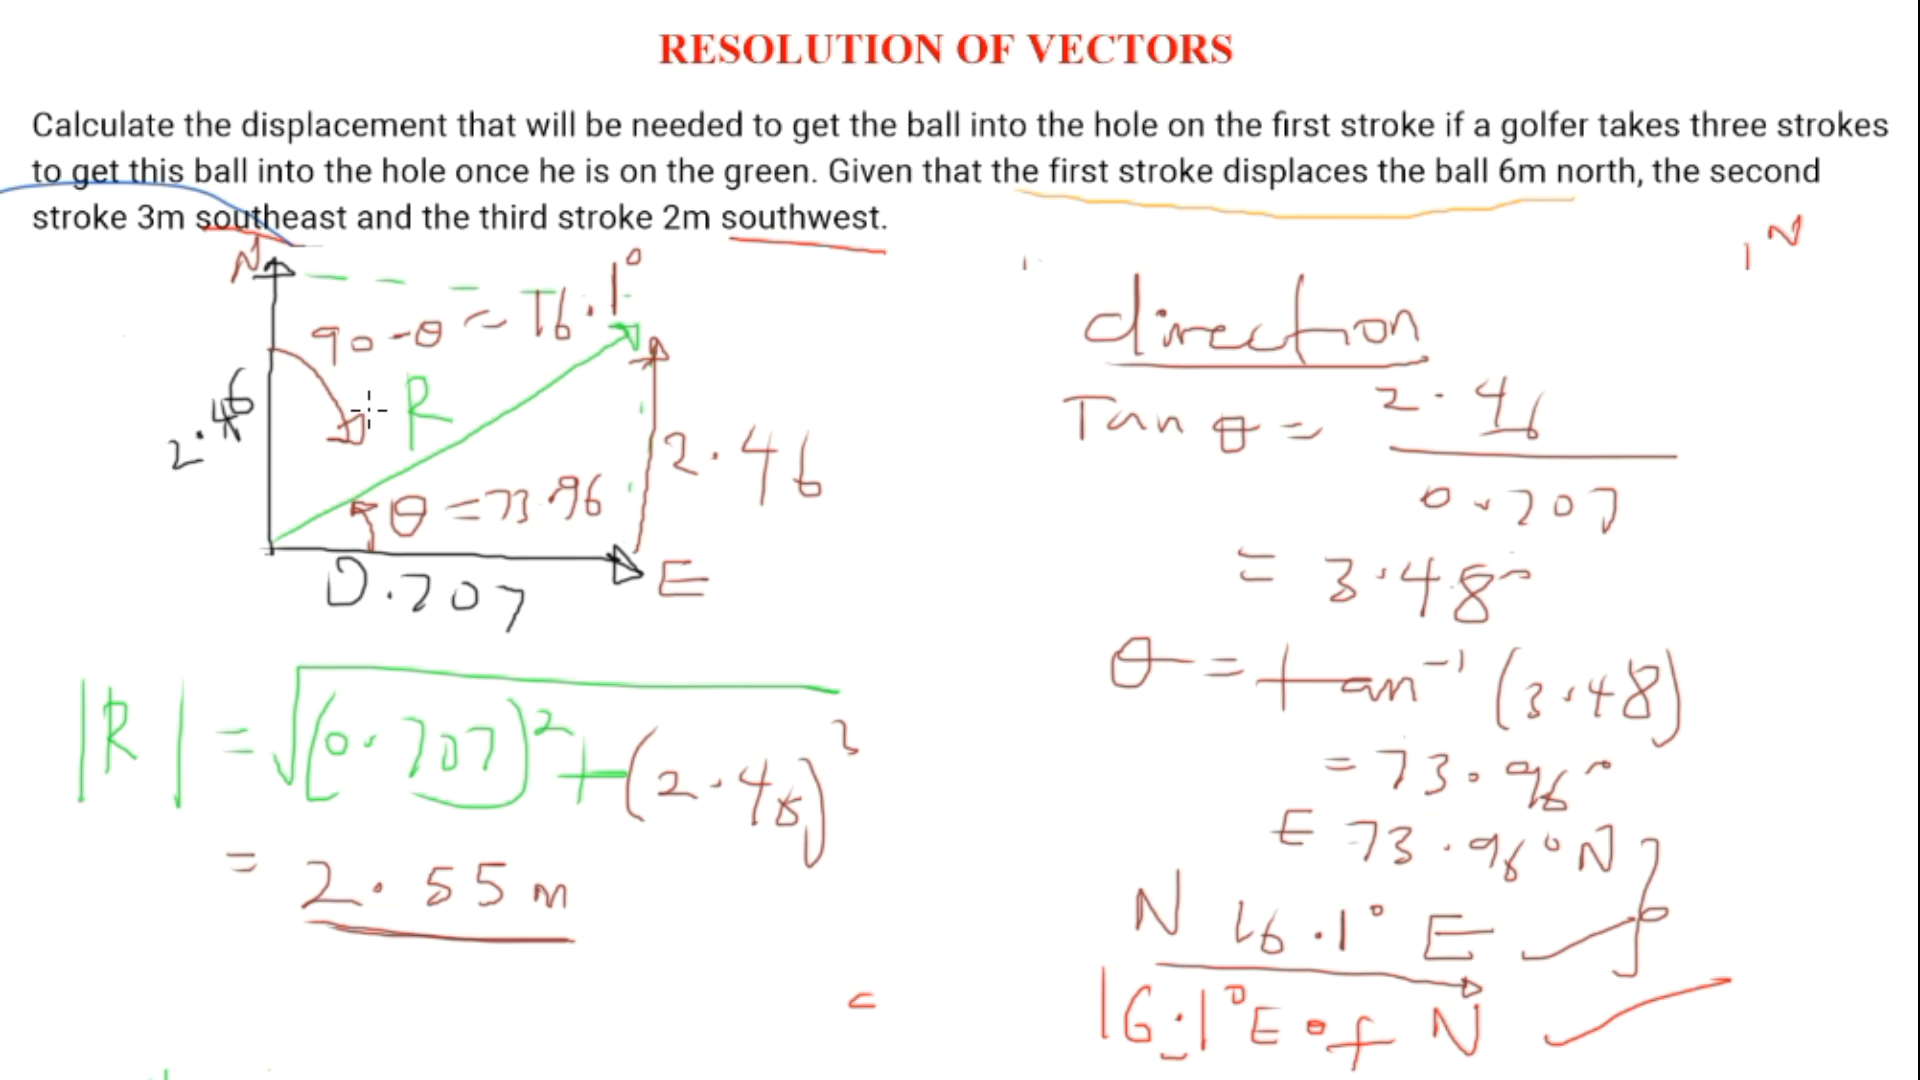 RESOLUTION OF VECTORS
Calculate the displacement that will be needed to get the ball into the hole on the first stroke if a golfer takes three strokes
to get this ball into the hole once he is on the green. Given that the first stroke displaces the ball 6m north, the second
stroke 3m southeast and the third stroke 2m southwest.
N
90-θ = 16.1°
R
2.46
θ = 73.96
2.46
0.707
E
|R| = √(0.707)² + (2.46)²
= 2.55m
N
direction
Tan θ = 2.46
0.707
= 3.48
θ = tan⁻¹ (3.48)
= 73.96°
E 73.96° N
N 16.1° E
16.1° E of N